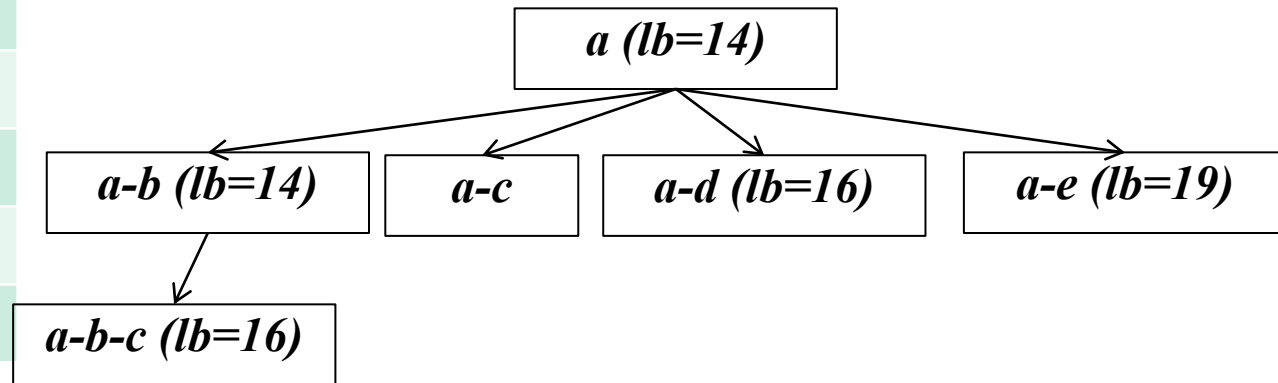 a (lb=14)
a-b (lb=14)
a-c
a-d (lb=16)
a-e (lb=19)
a-b-c (lb=16)